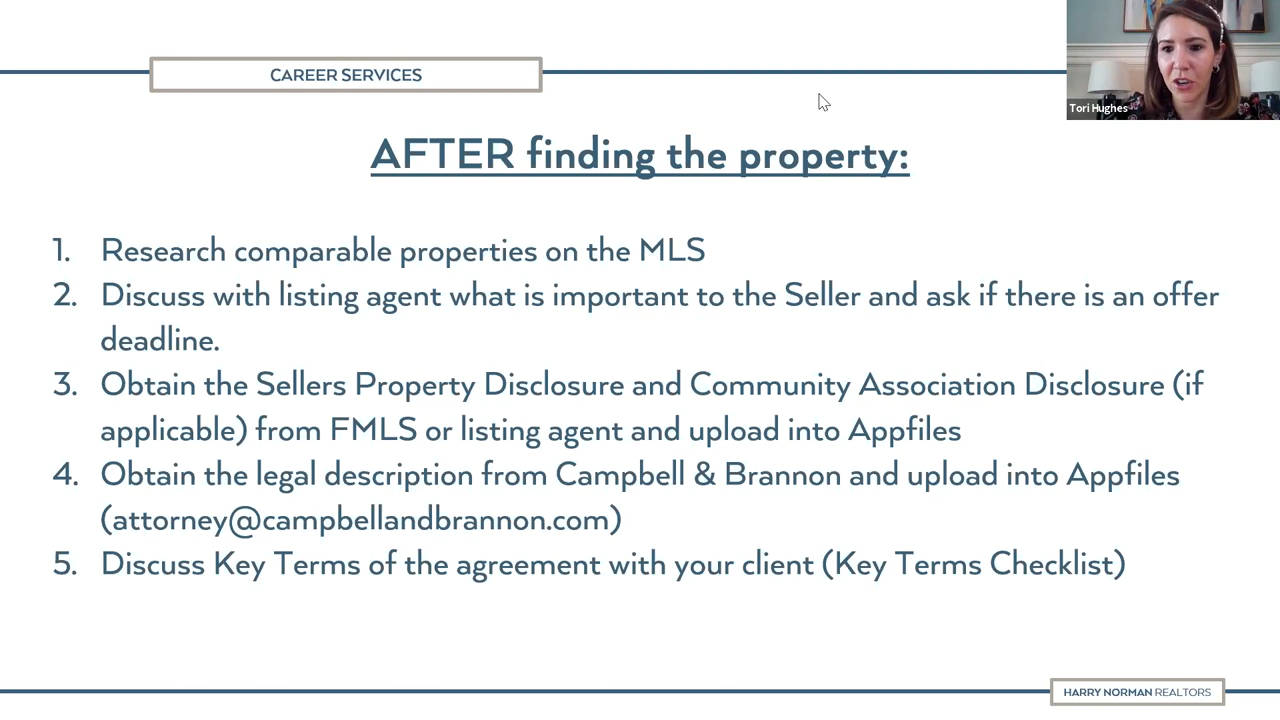 CAREER SERVICES
Tori Hughes
AFTER finding the property:
1. Research comparable properties on the MLS
2. Discuss with listing agent what is important to the Seller and ask if there is an offer
deadline.
3. Obtain the Sellers Property Disclosure and Community Association Disclosure (if
applicable) from FMLS or listing agent and upload into Appfiles
4. Obtain the legal description from Campbell & Brannon and upload into Appfiles
(attorney@campbellandbrannon.com)
5. Discuss Key Terms of the agreement with your client (Key Terms Checklist)
HARRY NORMAN REALTORS